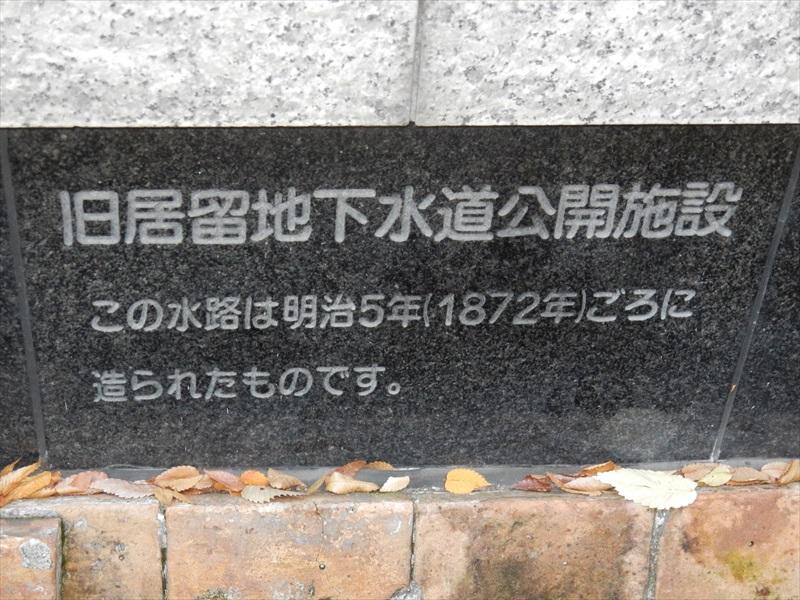 旧居留地下水道公開施設
この水路は明治5年(1872年)ごろに
造られたものです。